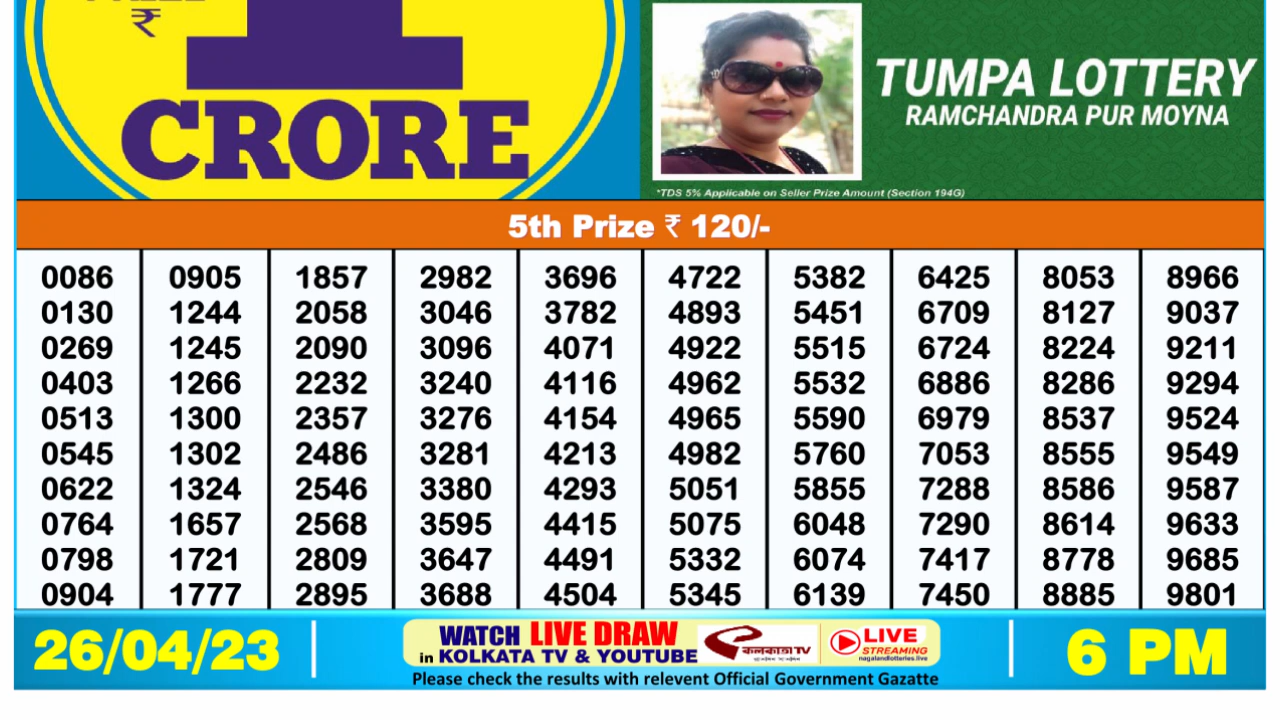 ₹
CRORE
TUMPA LOTTERY
RAMCHANDRA PUR MOYNA
*TDS 5% Applicable on Seller Prize Amount (Section 194G)
5th Prize ₹ 120/-
0086 0905 1857 2982 3696 4722 5382 6425 8053 8966
0130 1244 2058 3046 3782 4893 5451 6709 8127 9037
0269 1245 2090 3096 4071 4922 5515 6724 8224 9211
0403 1266 2232 3240 4116 4962 5532 6886 8286 9294
0513 1300 2357 3276 4154 4965 5590 6979 8537 9524
0545 1302 2486 3281 4213 4982 5760 7053 8555 9549
0622 1324 2546 3380 4293 5051 5855 7288 8586 9587
0764 1657 2568 3595 4415 5075 6048 7290 8614 9633
0798 1721 2809 3647 4491 5332 6074 7417 8778 9685
0904 1777 2895 3688 4504 5345 6139 7450 8885 9801
26/04/23
WATCH LIVE DRAW
in KOLKATA TV & YOUTUBE
কলকাতা TV
LIVE
STREAMING
nagalandlotteries.live
Please check the results with relevent Official Government Gazatte
6 PM